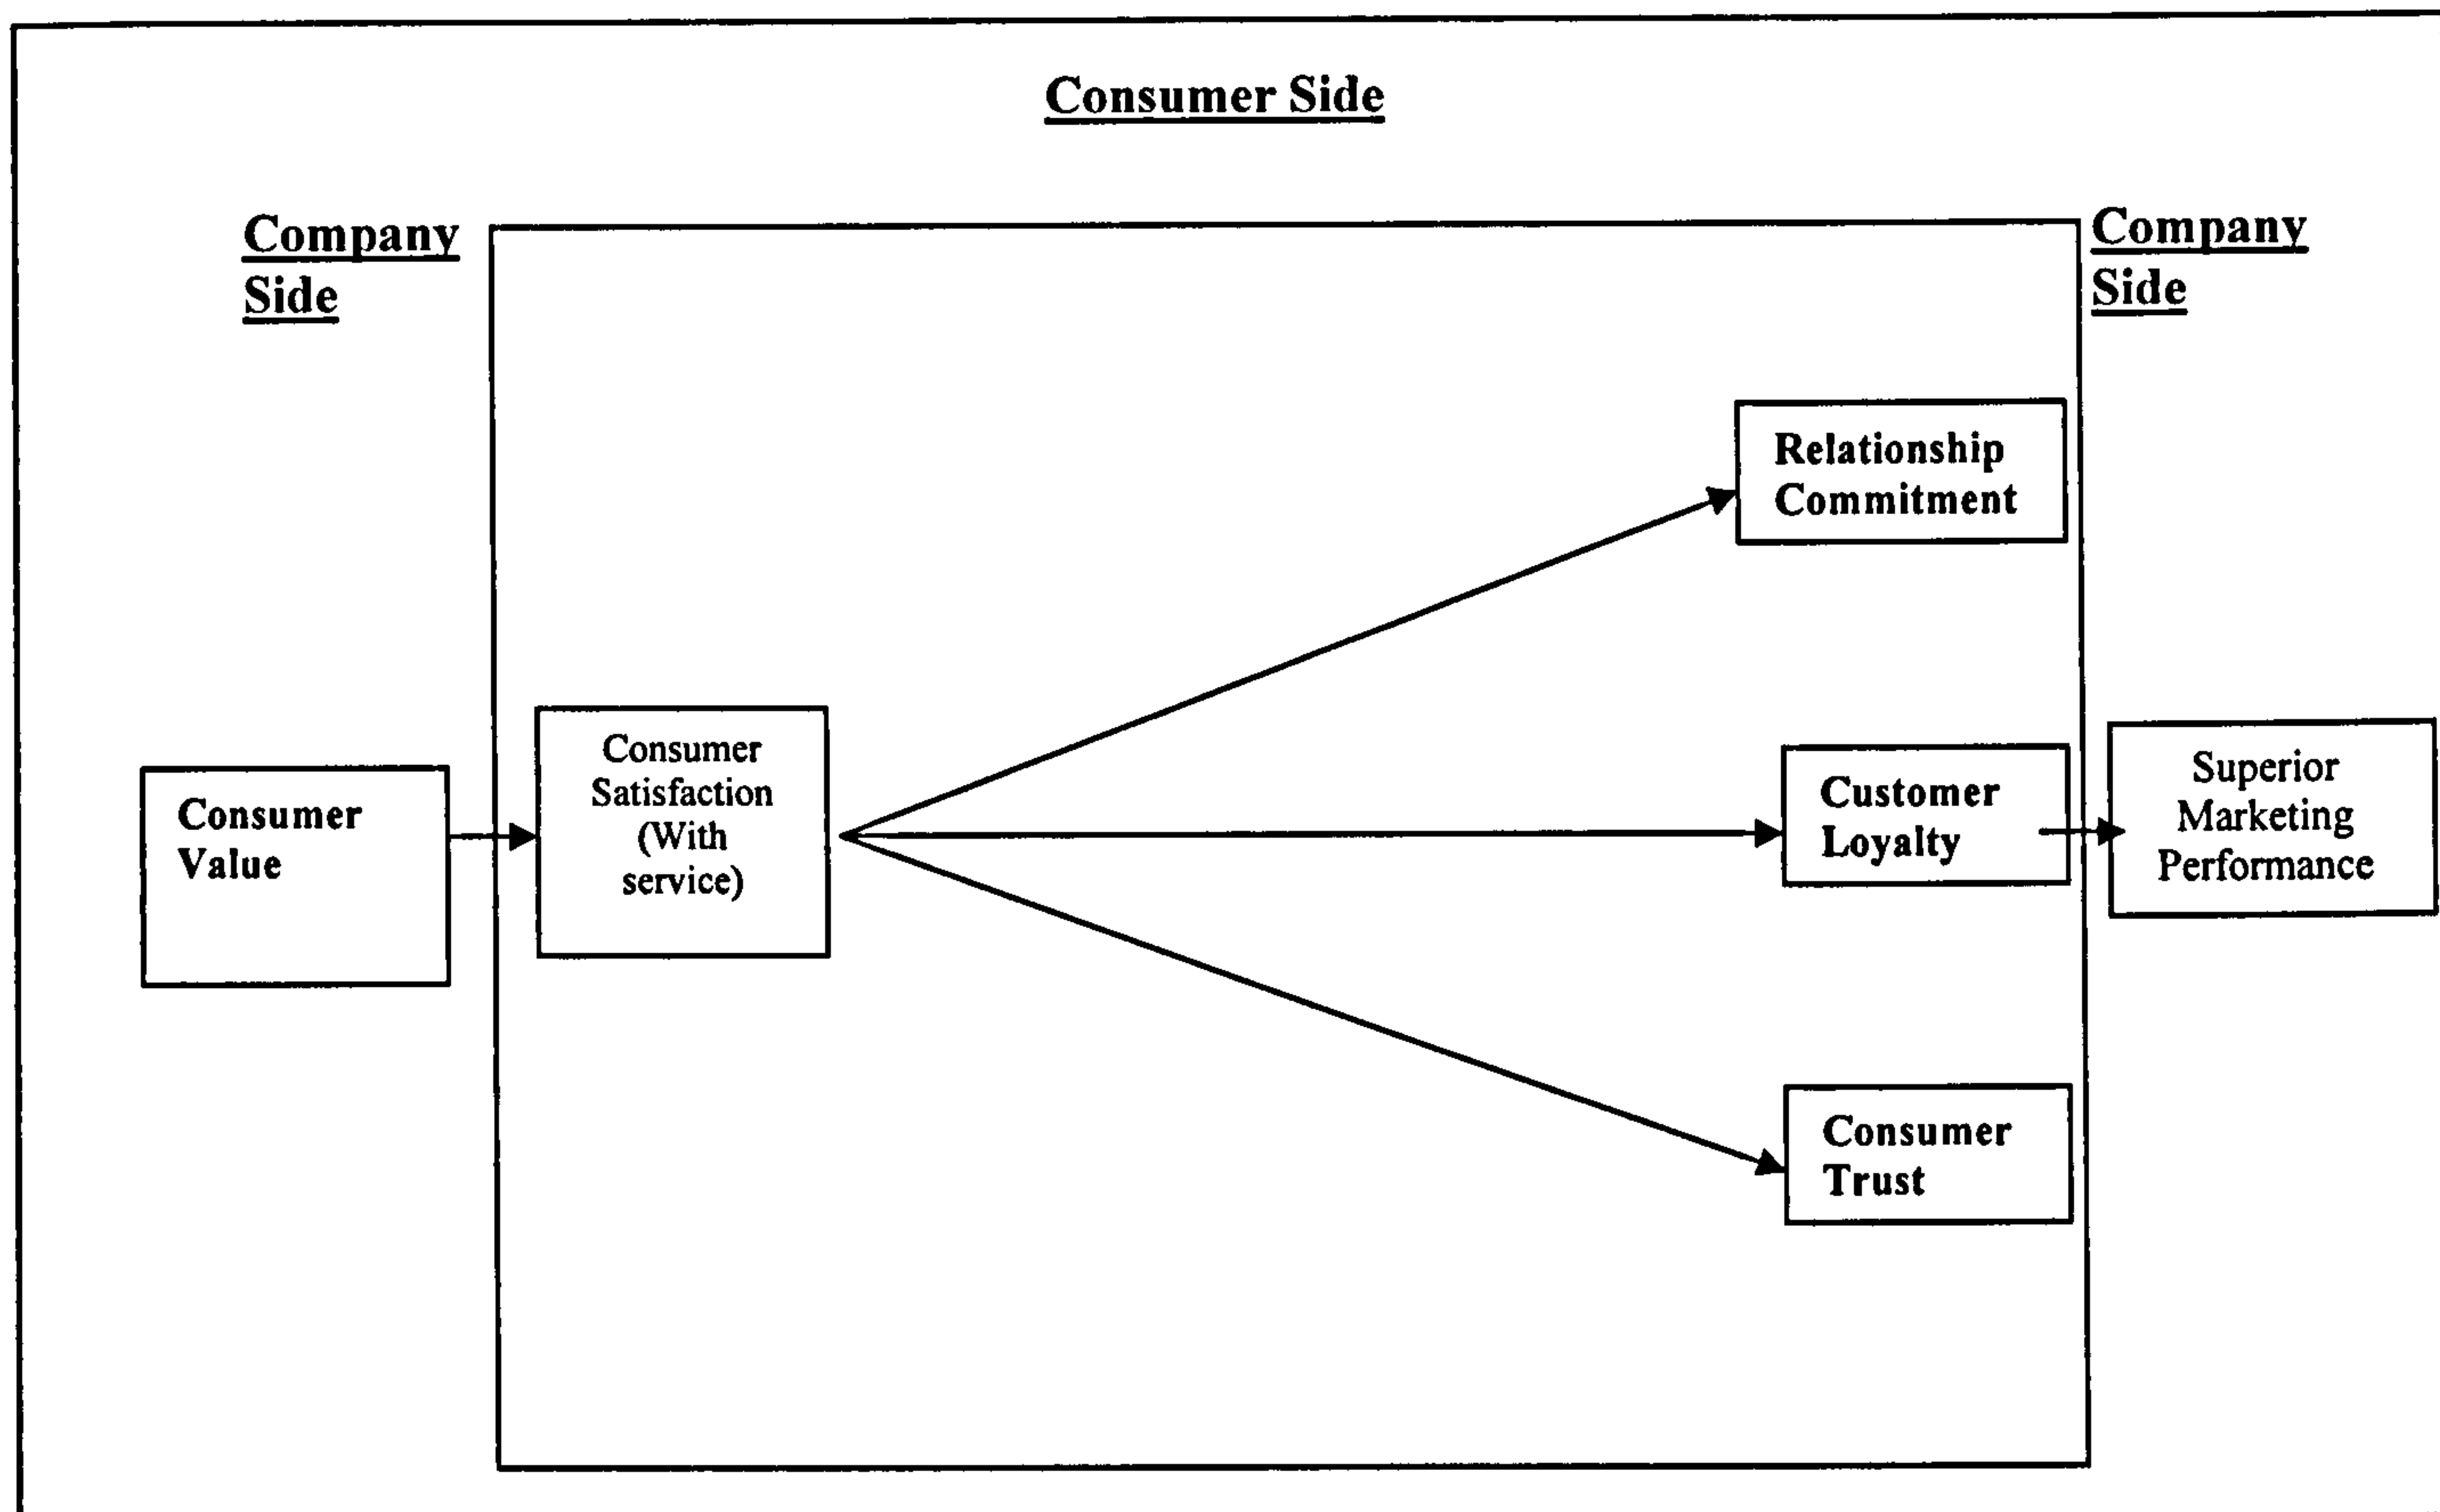 Consumer Side
Company
Side
Company
Side
Relationship
Commitment
Consumer
Satisfaction
(With
service)
Consumer
Value
Customer
Loyalty
Superior
Marketing
Performance
Consumer
Trust